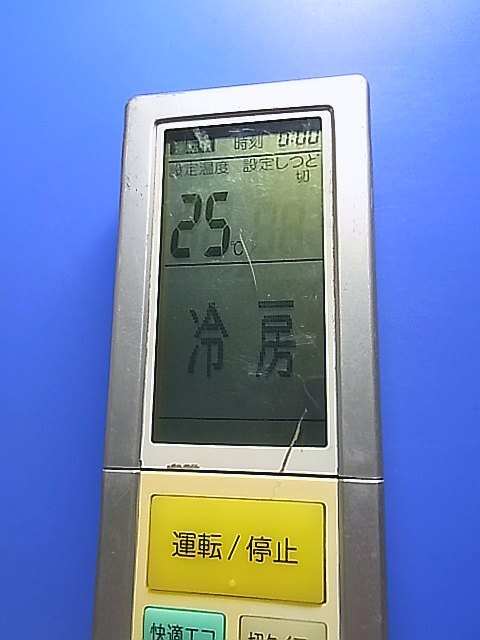 時刻 0:00
設定温度 設定しつど
切
25℃
冷房
運転/停止
快適エコ